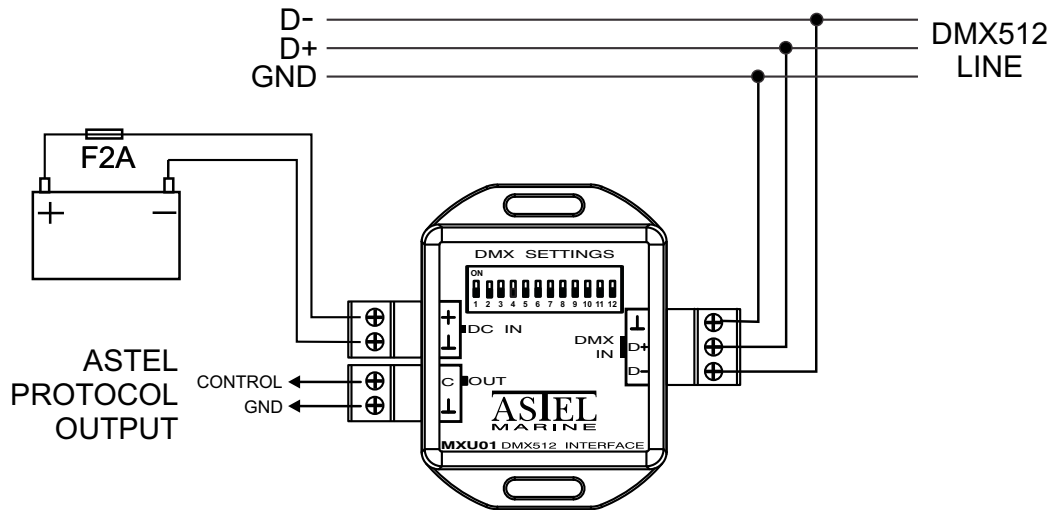 D-
D+
GND
DMX512
LINE
F2A
+ −
DMX SETTINGS
ON
1 2 3 4 5 6 7 8 9 10 11 12
+
⊥
DC IN
⊥
DMX
IN
D+
D-
ASTEL
PROTOCOL
OUTPUT
CONTROL
GND
C
OUT
⊥
ASTEL
MARINE
MXU01 DMX512 INTERFACE